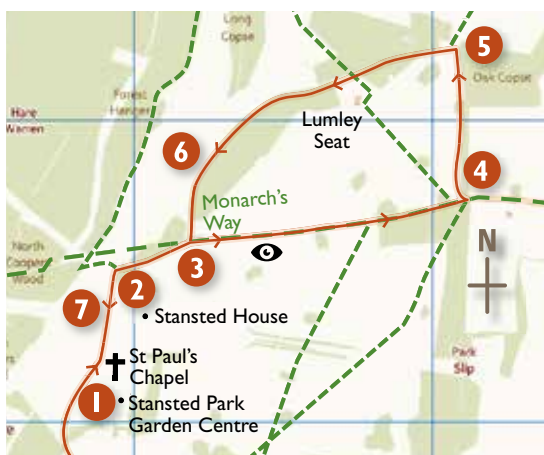 Long
Copse
5
Oak Copse
Forest
Hanger
Hare
Warren
Lumley
Seat
6
4
Monarch's
Way
N
North
Coopers
Wood
3
2
7
Stansted House
St Paul's
Chapel
Park
Slip
1
Stansted Park
Garden Centre